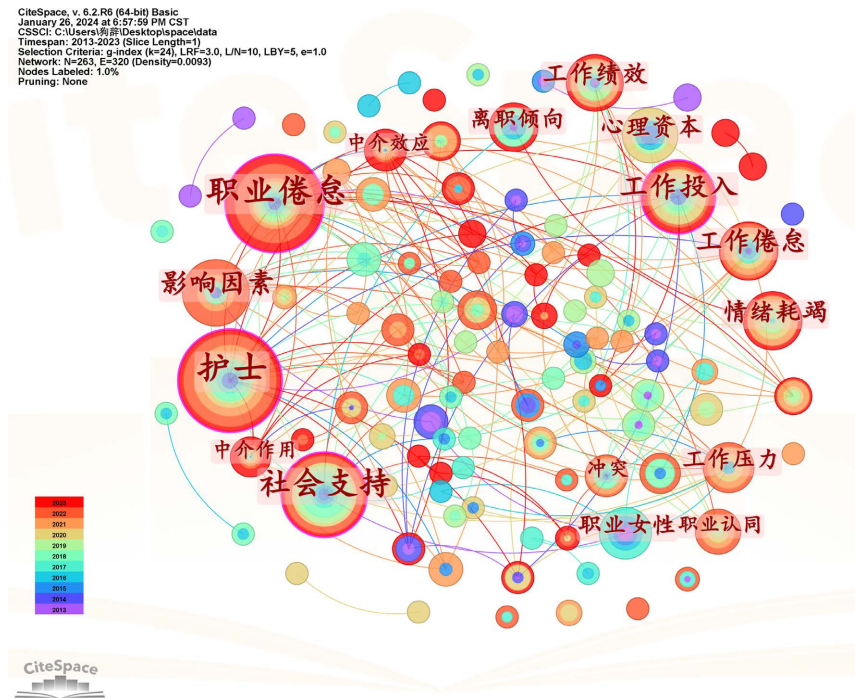 CiteSpace, v. 6.2.R6 (64-bit) Basic
January 26, 2024 at 6:57:59 PM CST
CSSCI: C:\Users\狗辞\Desktop\space\data
Timespan: 2013-2023 (Slice Length=1)
Selection Criteria: g-index (k=24), LRF=3.0, L/N=10, LBY=5, e=1.0
Network: N=263, E=320 (Density=0.0093)
Nodes Labeled: 1.0%
Pruning: None
工作绩效
离职倾向
心理资本
中介效应
职业倦怠
工作投入
工作倦怠
影响因素
情绪耗竭
护士
中介作用
社会支持
冲突
工作压力
职业女性
职业认同
2023
2022
2021
2020
2019
2018
2017
2016
2015
2014
2013
CiteSpace